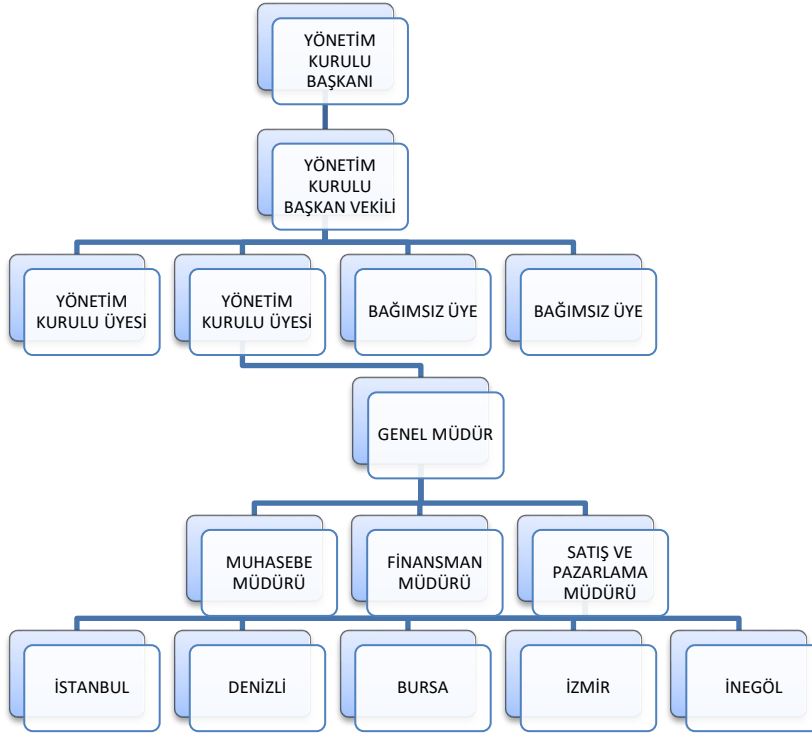 YÖNETİM
KURULU
BAŞKANI
YÖNETİM
KURULU
BAŞKAN VEKİLİ
YÖNETİM
KURULU ÜYESİ
YÖNETİM
KURULU ÜYESİ
BAĞIMSIZ ÜYE
BAĞIMSIZ ÜYE
GENEL MÜDÜR
MUHASEBE
MÜDÜRÜ
FİNANSMAN
MÜDÜRÜ
SATIŞ VE
PAZARLAMA
MÜDÜRÜ
İSTANBUL
DENİZLİ
BURSA
İZMİR
İNEGÖL